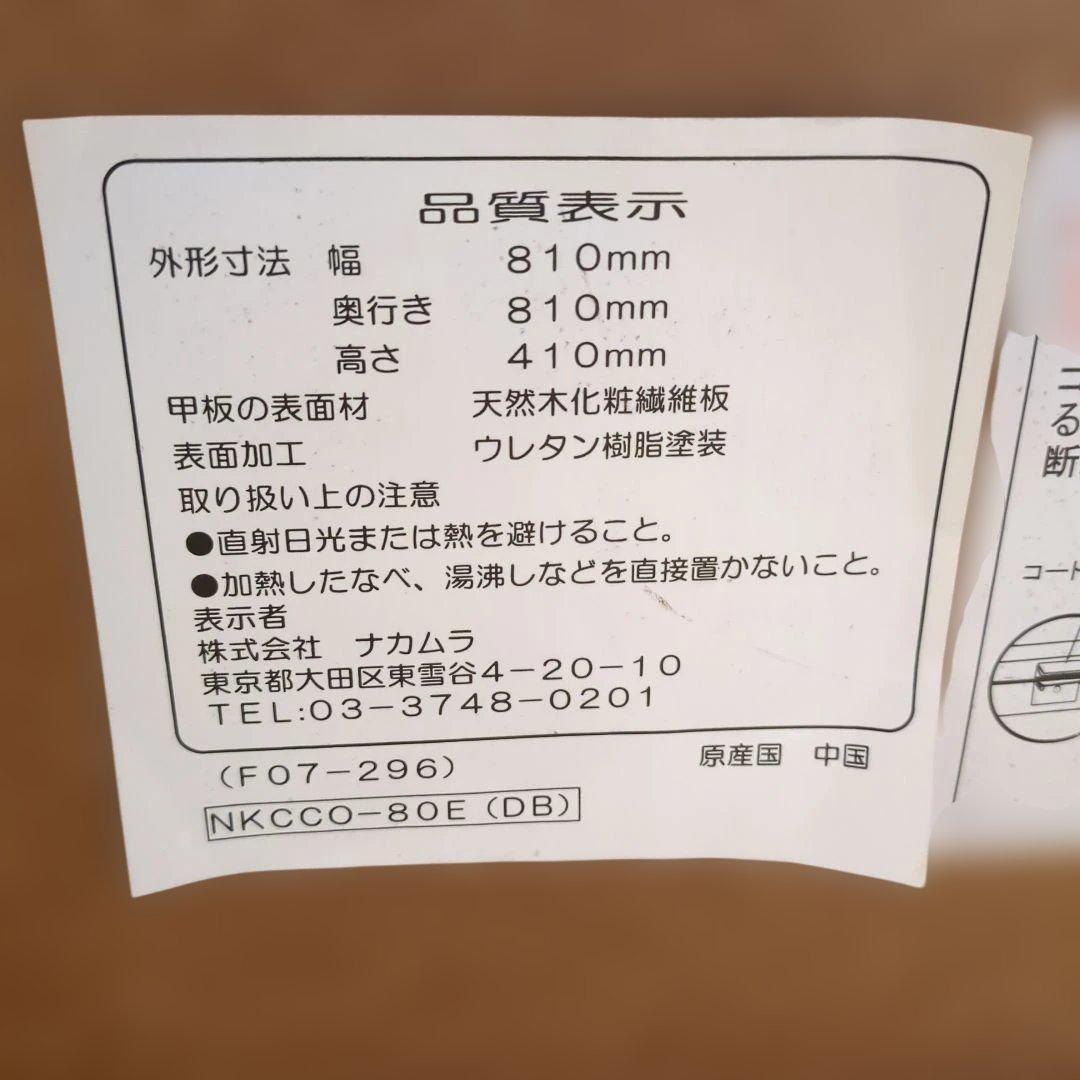 品質表示
外形寸法　幅　810mm
奥行き　810mm
高さ　410mm
甲板の表面材　天然木化粧繊維板
表面加工　ウレタン樹脂塗装
取り扱い上の注意
●直射日光または熱を避けること。
●加熱したなべ、湯沸しなどを直接置かないこと。
表示者
株式会社　ナカムラ
東京都大田区東雪谷4－20－10
TEL:03－3748－0201
原産国　中国
（F07－296）
NKCCO－80E（DB）
る
断
コート